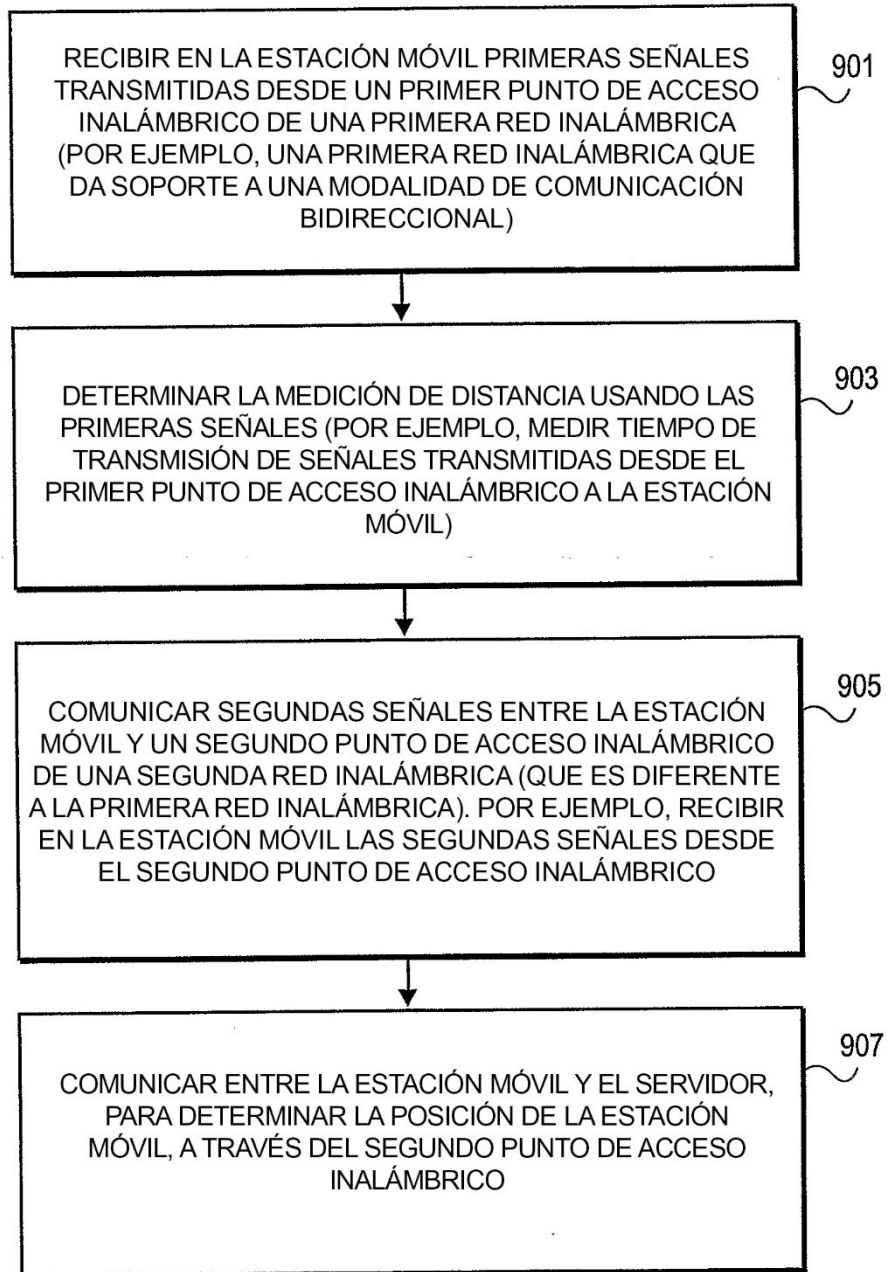 RECIBIR EN LA ESTACIÓN MÓVIL PRIMERAS SEÑALES
TRANSMITIDAS DESDE UN PRIMER PUNTO DE ACCESO
INALÁMBRICO DE UNA PRIMERA RED INALÁMBRICA
(POR EJEMPLO, UNA PRIMERA RED INALÁMBRICA QUE
DA SOPORTE A UNA MODALIDAD DE COMUNICACIÓN
BIDIRECCIONAL)
901
DETERMINAR LA MEDICIÓN DE DISTANCIA USANDO LAS
PRIMERAS SEÑALES (POR EJEMPLO, MEDIR TIEMPO DE
TRANSMISIÓN DE SEÑALES TRANSMITIDAS DESDE EL
PRIMER PUNTO DE ACCESO INALÁMBRICO A LA ESTACIÓN
MÓVIL)
903
COMUNICAR SEGUNDAS SEÑALES ENTRE LA ESTACIÓN
MÓVIL Y UN SEGUNDO PUNTO DE ACCESO INALÁMBRICO
DE UNA SEGUNDA RED INALÁMBRICA (QUE ES DIFERENTE
A LA PRIMERA RED INALÁMBRICA). POR EJEMPLO, RECIBIR
EN LA ESTACIÓN MÓVIL LAS SEGUNDAS SEÑALES DESDE
EL SEGUNDO PUNTO DE ACCESO INALÁMBRICO
905
COMUNICAR ENTRE LA ESTACIÓN MÓVIL Y EL SERVIDOR,
PARA DETERMINAR LA POSICIÓN DE LA ESTACIÓN
MÓVIL, A TRAVÉS DEL SEGUNDO PUNTO DE ACCESO
INALÁMBRICO
907